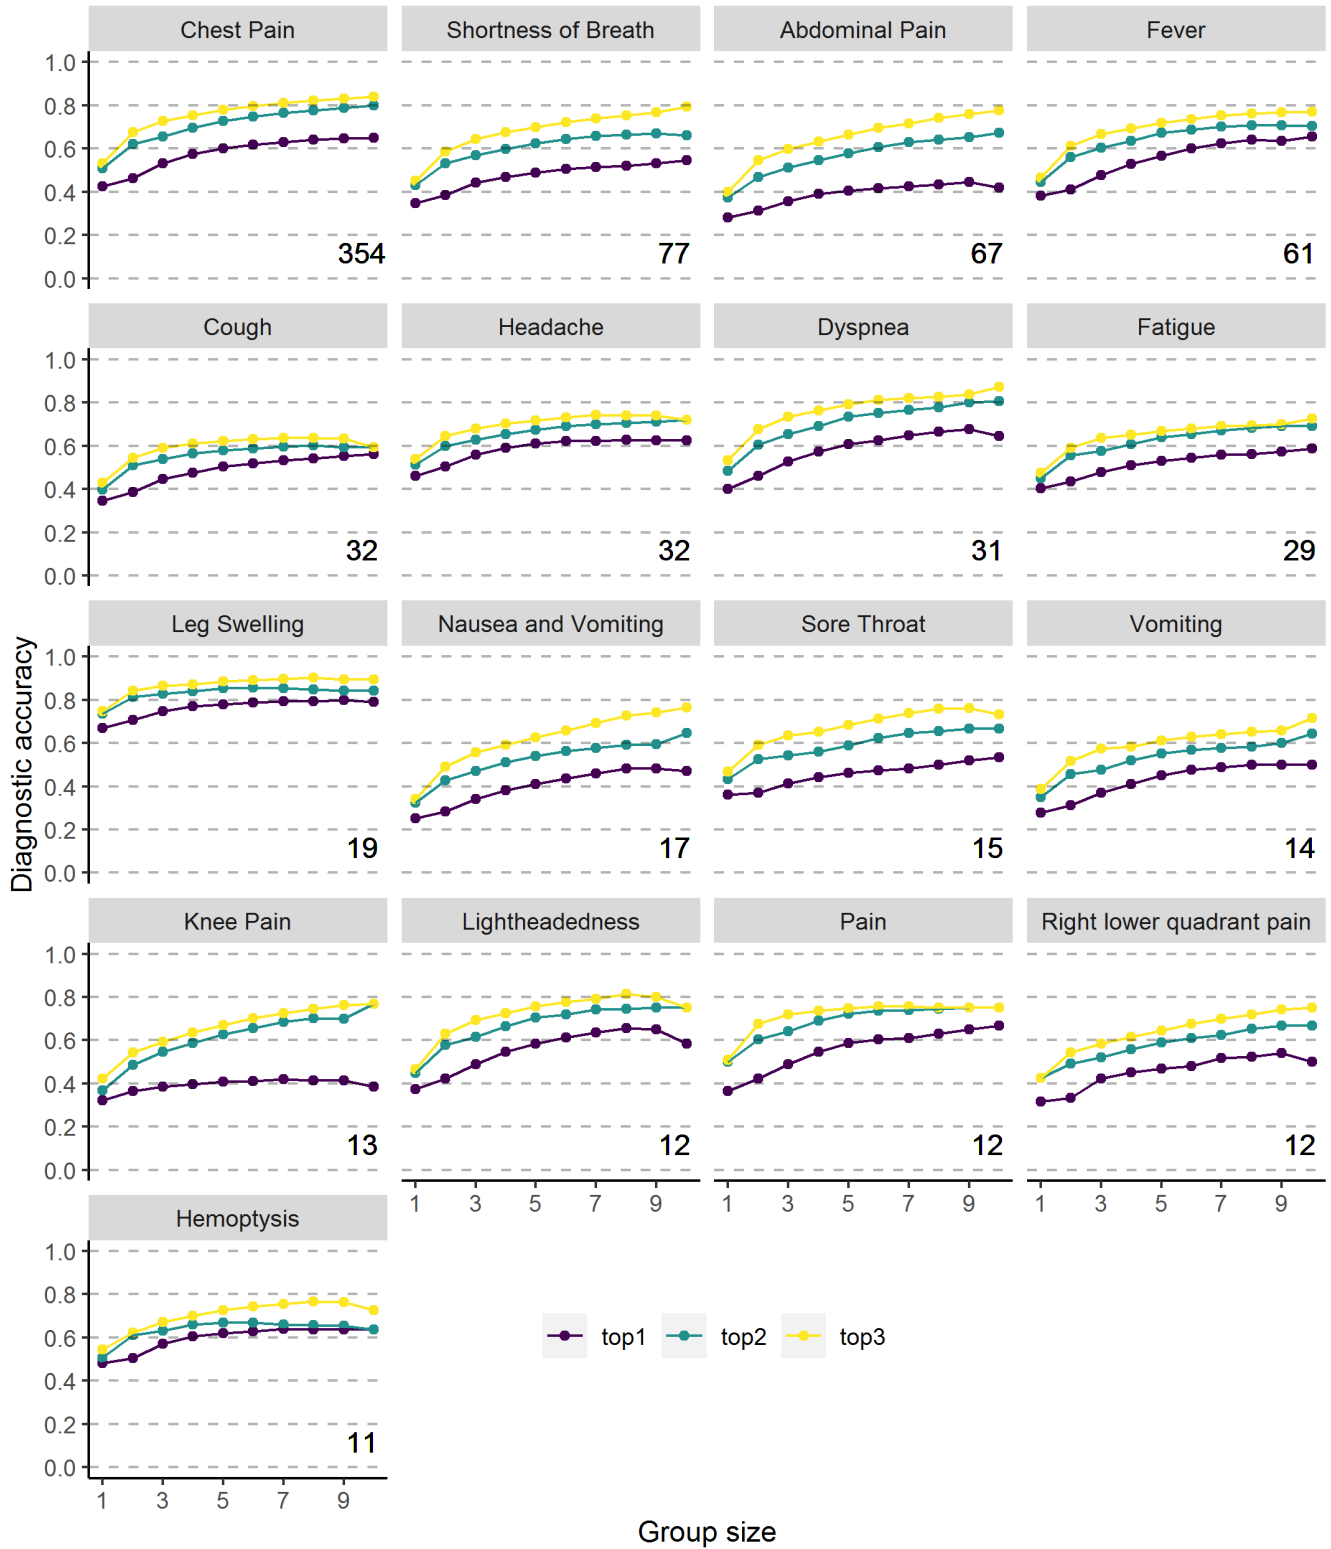 Chest Pain
Shortness of Breath
Abdominal Pain
Fever
1.0
0.8
0.6
0.4
0.2
0.0
354
77
67
61
Cough
Headache
Dyspnea
Fatigue
1.0
0.8
0.6
0.4
0.2
0.0
32
32
31
29
Leg Swelling
Nausea and Vomiting
Sore Throat
Vomiting
1.0
0.8
0.6
0.4
0.2
0.0
19
17
15
14
Diagnostic accuracy
Knee Pain
Lightheadedness
Pain
Right lower quadrant pain
1.0
0.8
0.6
0.4
0.2
0.0
13
12
12
12
1 3 5 7 9
1 3 5 7 9
1 3 5 7 9
Hemoptysis
1.0
0.8
0.6
0.4
0.2
0.0
11
1 3 5 7 9
top1 top2 top3
Group size